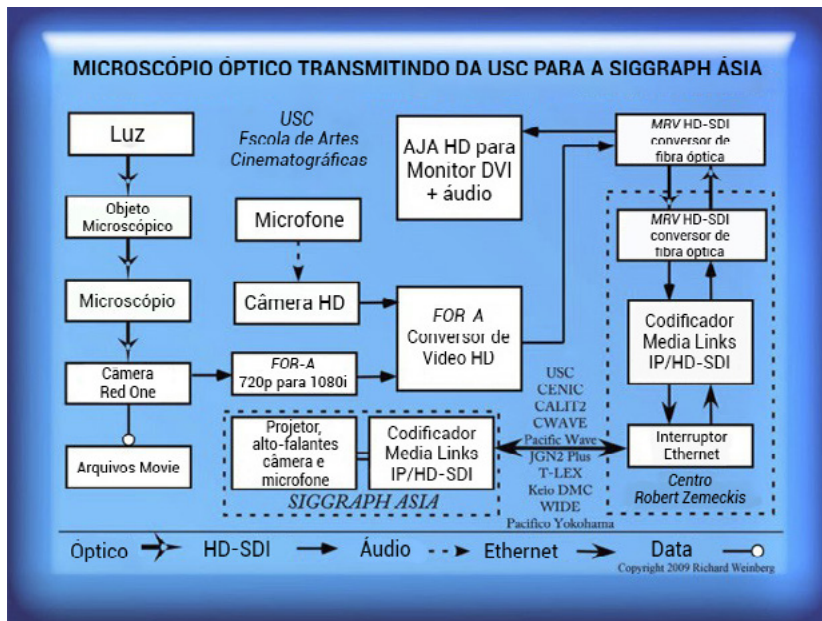 MICROSCÓPIO ÓPTICO TRANSMITINDO DA USC PARA A SIGGRAPH ÁSIA
Luz
Objeto
Microscópico
Microscópio
Câmera
Red One
Arquivos Movie
USC
Escola de Artes
Cinematográficas
Microfone
Câmera HD
FOR-A
720p para 1080i
AJA HD para
Monitor DVI
+ áudio
FOR A
Conversor de
Vídeo HD
MRV HD-SDI
conversor de
fibra óptica
MRV HD-SDI
conversor de
fibra óptica
Codificador
Media Links
IP/HD-SDI
Interruptor
Ethernet
Centro
Robert Zemeckis
Projetor,
alto-falantes
câmera e
microfone
Codificador
Media Links
IP/HD-SDI
SIGGRAPH ASIA
USC
CENIC
CALIT2
CWAVE
Pacific Wave
JGN2 Plus
T-LEX
Keio DMC
WIDE
Pacifico Yokohama
Óptico HD-SDI Áudio Ethernet Data
Copyright 2009 Richard Weinberg